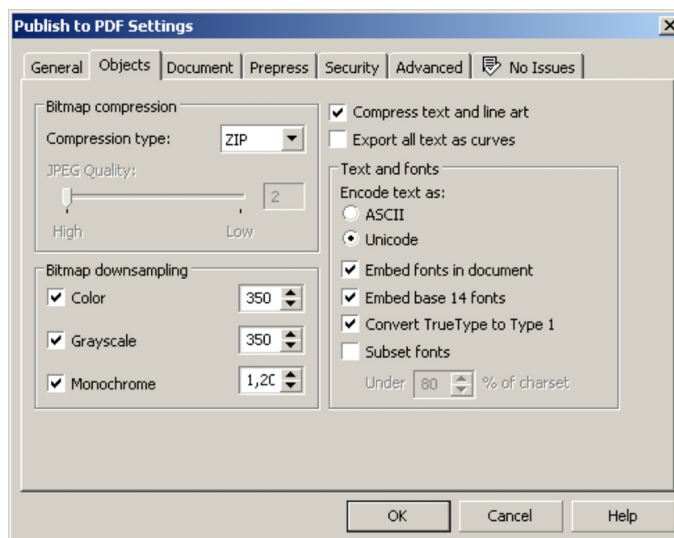 Publish to PDF Settings
General Objects Document Prepress Security Advanced No Issues
Bitmap compression
Compression type: ZIP
JPEG Quality:
2
High Low
Bitmap downsampling
Color 350
Grayscale 350
Monochrome 1,20
Compress text and line art
Export all text as curves
Text and fonts
Encode text as:
ASCII
Unicode
Embed fonts in document
Embed base 14 fonts
Convert TrueType to Type 1
Subset fonts
Under 80 % of charset
OK Cancel Help